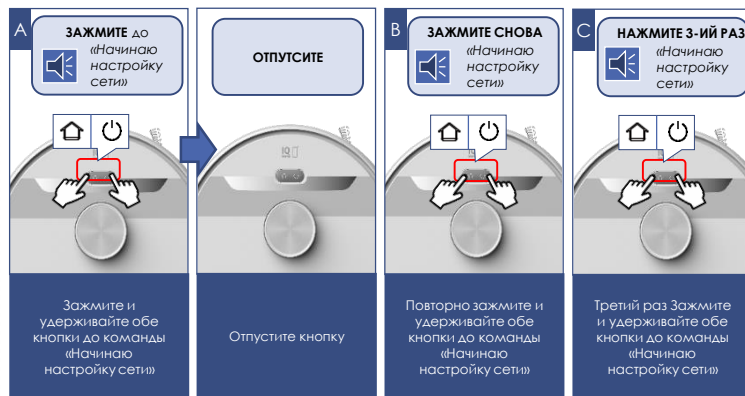 A
ЗАЖМИТЕ до
«Начинаю
настройку
сети»
Зажмите и
удерживайте обе
кнопки до команды
«Начинаю
настройку сети»
ОТПУТСИТЕ
Отпустите кнопку
B
ЗАЖМИТЕ СНОВА
«Начинаю
настройку
сети»
Повторно зажмите и
удерживайте обе
кнопки до команды
«Начинаю
настройку сети»
C
НАЖМИТЕ 3-ИЙ РАЗ
«Начинаю
настройку
сети»
Третий раз Зажмите
и удерживайте обе
кнопки до команды
«Начинаю
настройку сети»